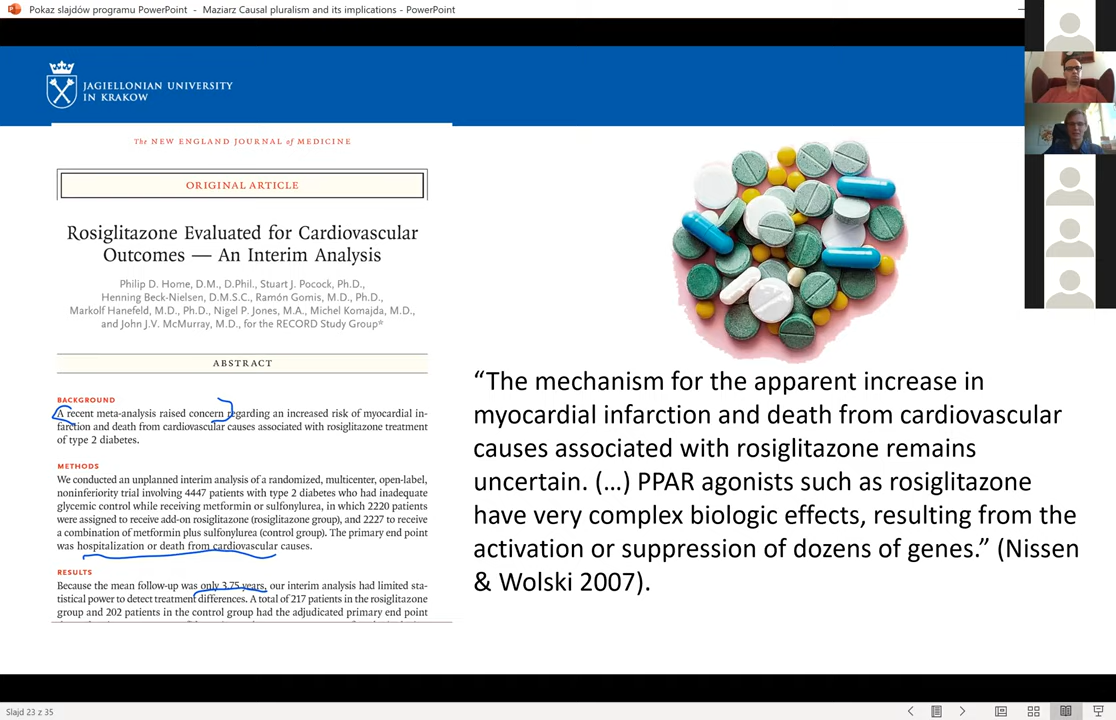 Pokaz slajdów programu PowerPoint - Maziarz Causal pluralism and its implications - PowerPoint
JAGIELLONIAN UNIVERSITY
IN KRAKOW
The NEW ENGLAND JOURNAL of MEDICINE
ORIGINAL ARTICLE
Rosiglitazone Evaluated for Cardiovascular
Outcomes — An Interim Analysis
Philip D. Home, D.M., D.Phil., Stuart J. Pocock, Ph.D.,
Henning Beck-Nielsen, D.M.S.C., Ramón Gomis, M.D., Ph.D.,
Markolf Hanefeld, M.D., Ph.D., Nigel P. Jones, M.A., Michel Komajda, M.D.,
and John J.V. McMurray, M.D., for the RECORD Study Group*
ABSTRACT
BACKGROUND
A recent meta-analysis raised concern regarding an increased risk of myocardial in-
farction and death from cardiovascular causes associated with rosiglitazone treatment
of type 2 diabetes.
METHODS
We conducted an unplanned interim analysis of a randomized, multicenter, open-label,
noninferiority trial involving 4447 patients with type 2 diabetes who had inadequate
glycemic control while receiving metformin or sulfonylurea, in which 2220 patients
were assigned to receive add-on rosiglitazone (rosiglitazone group), and 2227 to receive
a combination of metformin plus sulfonylurea (control group). The primary end point
was hospitalization or death from cardiovascular causes.
RESULTS
Because the mean follow-up was only 3.75 years, our interim analysis had limited sta-
tistical power to detect treatment differences. A total of 217 patients in the rosiglitazone
group and 202 patients in the control group had the adjudicated primary end point
“The mechanism for the apparent increase in
myocardial infarction and death from cardiovascular
causes associated with rosiglitazone remains
uncertain. (…) PPAR agonists such as rosiglitazone
have very complex biologic effects, resulting from the
activation or suppression of dozens of genes.” (Nissen
& Wolski 2007).
Slajd 23 z 35